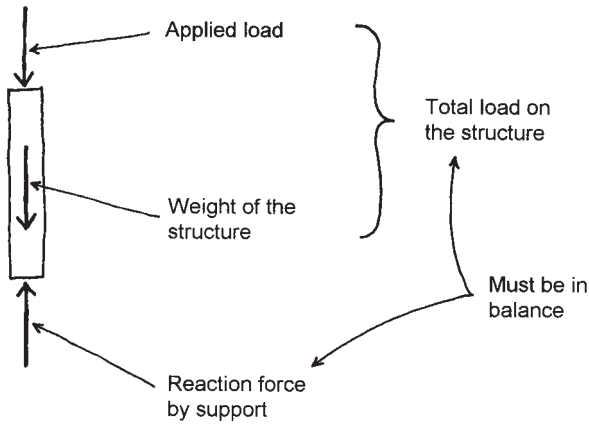 Applied load
Total load on
the structure
Weight of the
structure
Must be in
balance
Reaction force
by support